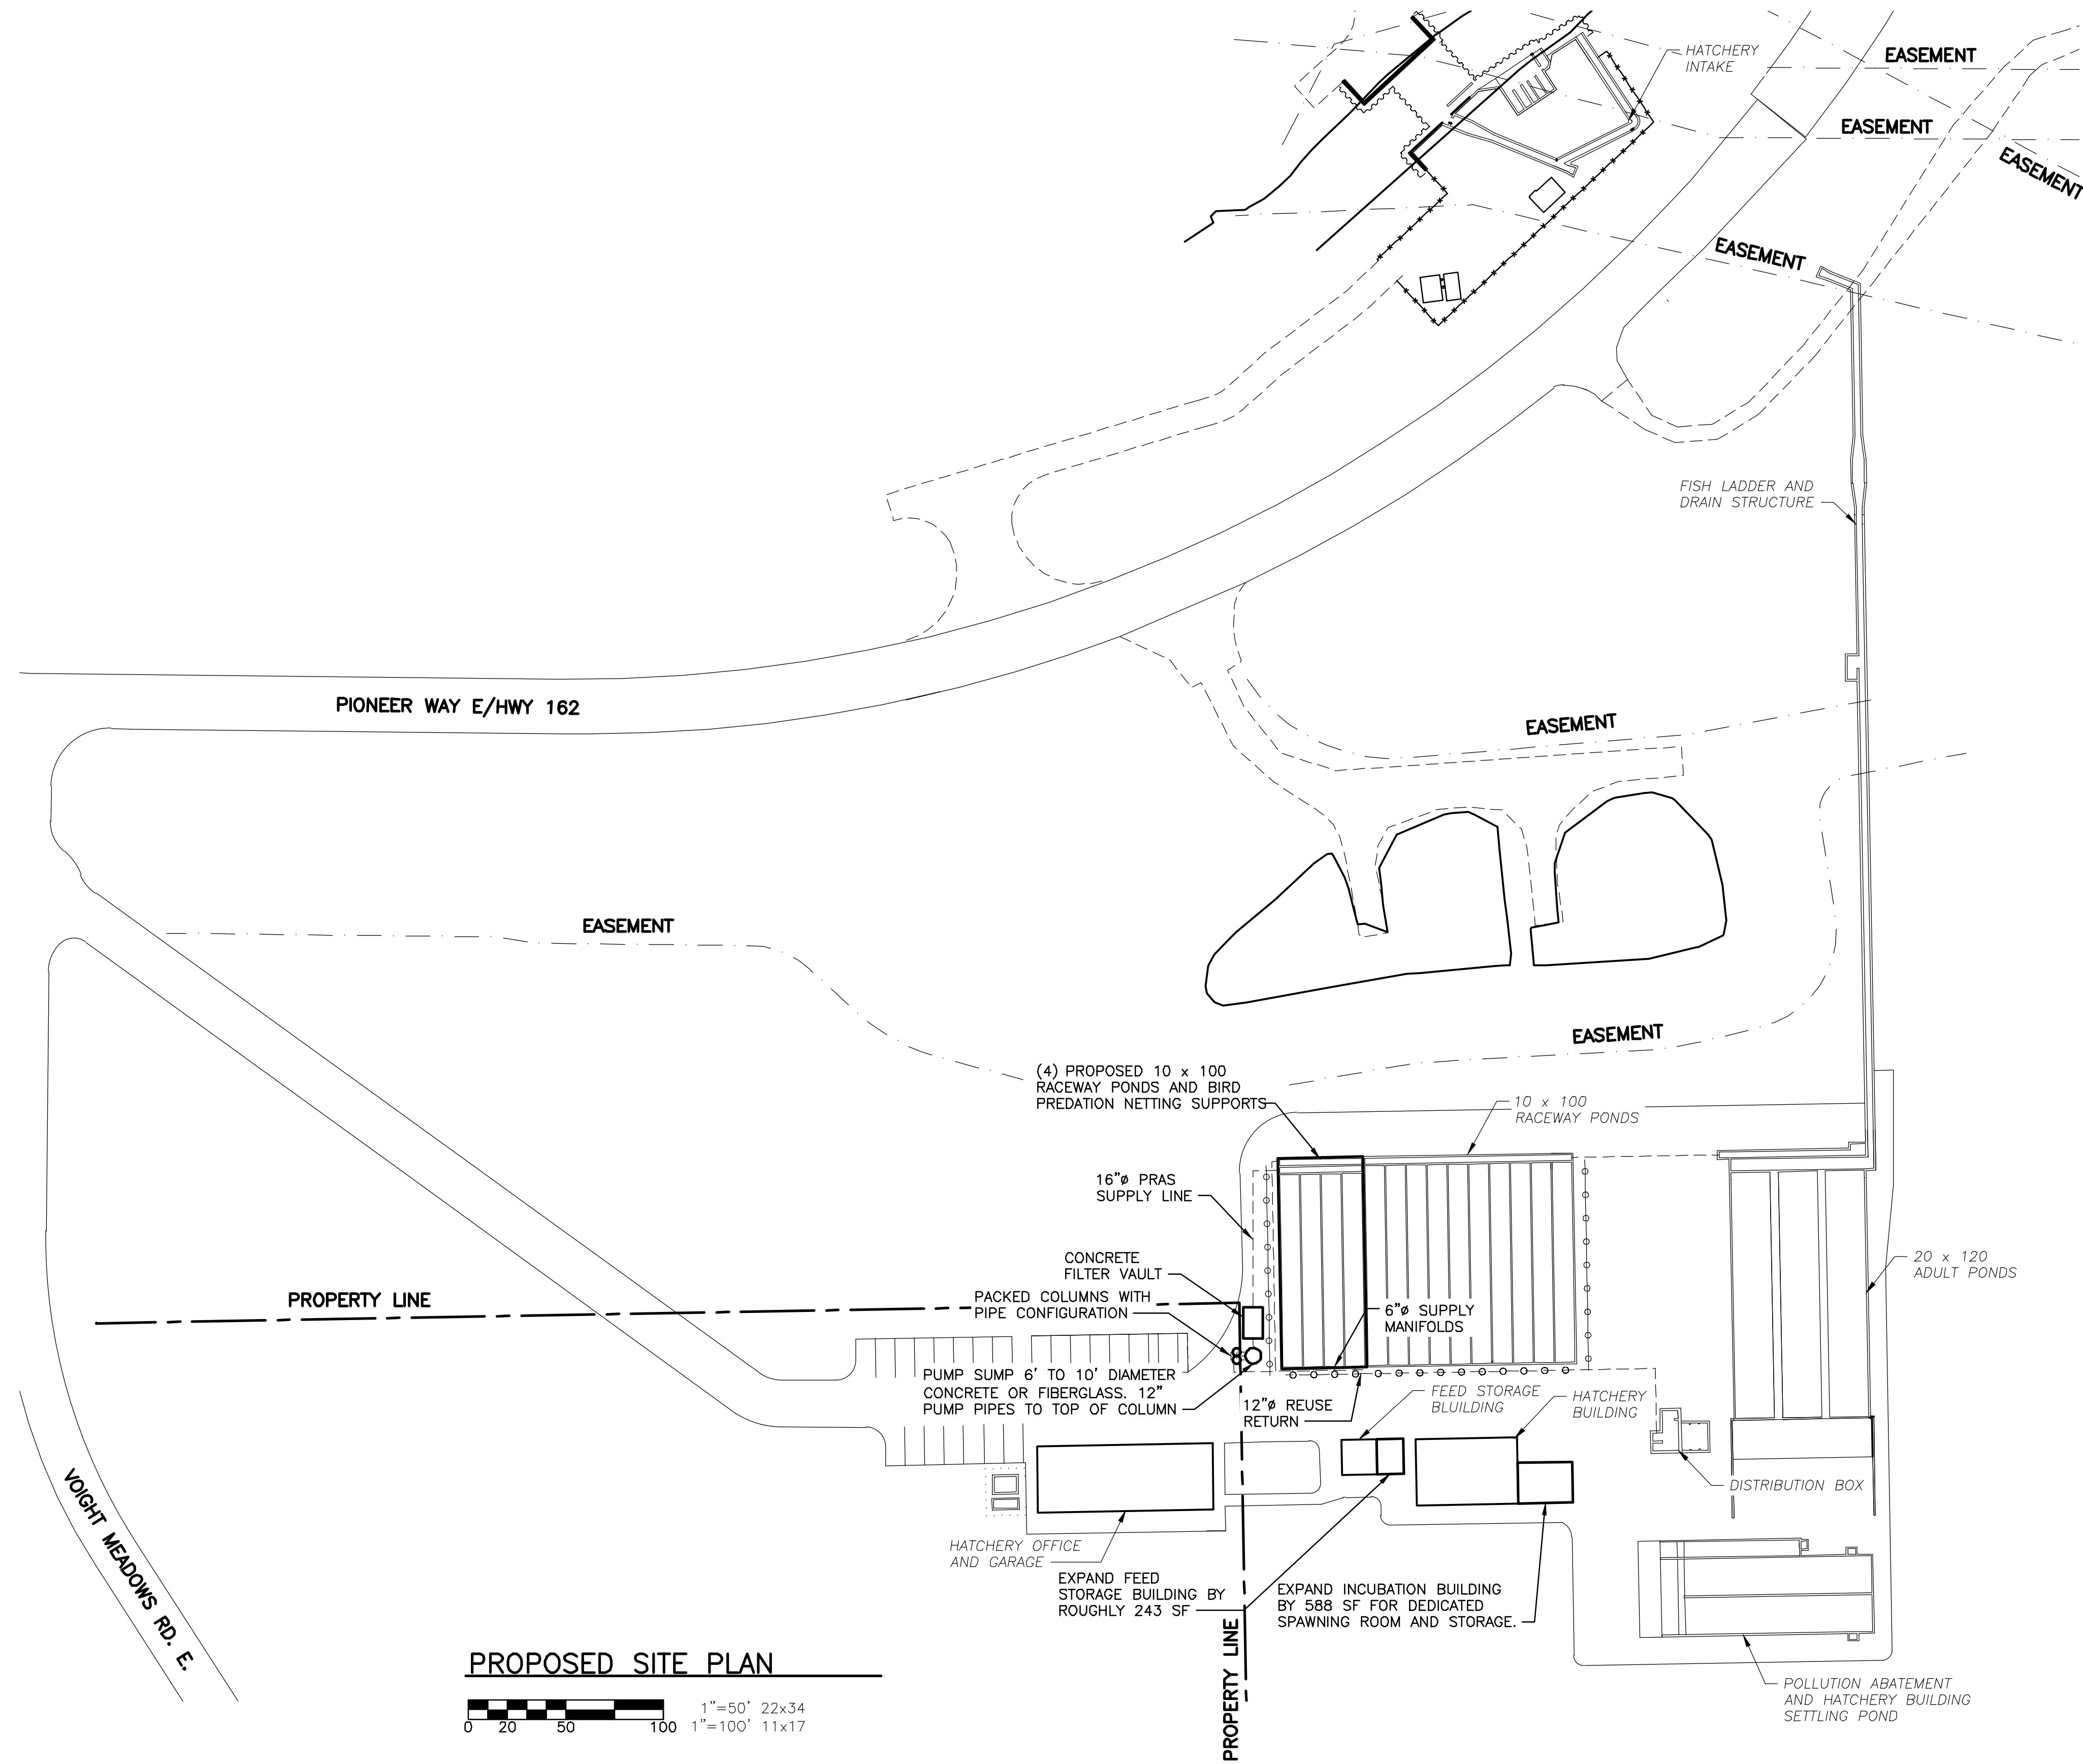 HATCHERY
INTAKE
EASEMENT
EASEMENT
EASEMENT
EASEMENT
FISH LADDER AND
DRAIN STRUCTURE
PIONEER WAY E/HWY 162
EASEMENT
EASEMENT
EASEMENT
(4) PROPOSED 10 x 100
RACEWAY PONDS AND BIRD
PREDATION NETTING SUPPORTS
10 x 100
RACEWAY PONDS
16"ø PRAS
SUPPLY LINE
CONCRETE
FILTER VAULT
20 x 120
ADULT PONDS
PROPERTY LINE
PACKED COLUMNS WITH
PIPE CONFIGURATION
6"ø SUPPLY
MANIFOLDS
PUMP SUMP 6' TO 10' DIAMETER
CONCRETE OR FIBERGLASS. 12"
PUMP PIPES TO TOP OF COLUMN
12"ø REUSE
RETURN
FEED STORAGE
BLUILDING
HATCHERY
BUILDING
DISTRIBUTION BOX
VOIGHT MEADOWS RD. E.
HATCHERY OFFICE
AND GARAGE
EXPAND FEED
STORAGE BUILDING BY
ROUGHLY 243 SF
EXPAND INCUBATION BUILDING
BY 588 SF FOR DEDICATED
SPAWNING ROOM AND STORAGE.
PROPERTY LINE
POLLUTION ABATEMENT
AND HATCHERY BUILDING
SETTLING POND
PROPOSED SITE PLAN
1"=50' 22x34
1"=100' 11x17
0 20 50 100